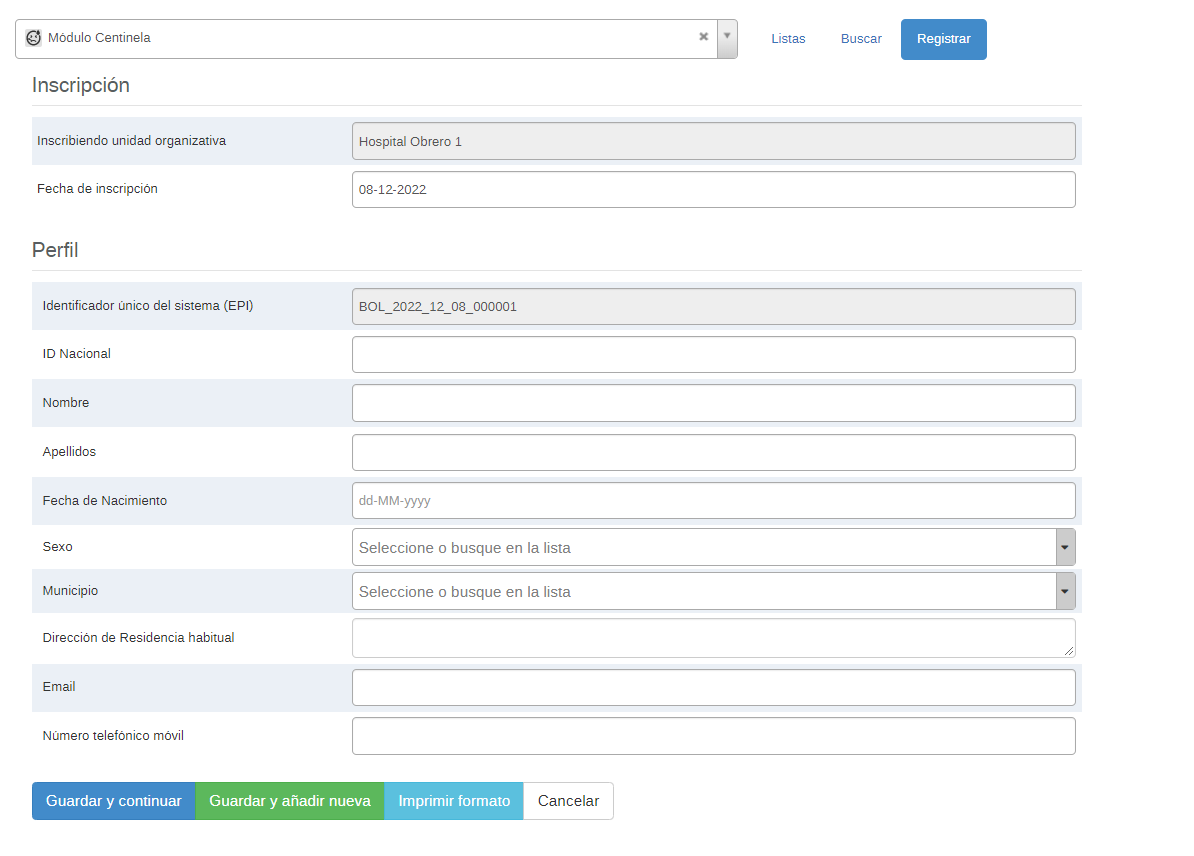 Módulo Centinela
Listas
Buscar
Registrar
Inscripción
Inscribiendo unidad organizativa
Hospital Obrero 1
Fecha de inscripción
08-12-2022
Perfil
Identificador único del sistema (EPI)
BOL_2022_12_08_000001
ID Nacional
Nombre
Apellidos
Fecha de Nacimiento
dd-MM-yyyy
Sexo
Seleccione o busque en la lista
Municipio
Seleccione o busque en la lista
Dirección de Residencia habitual
Email
Número telefónico móvil
Guardar y continuar
Guardar y añadir nueva
Imprimir formato
Cancelar